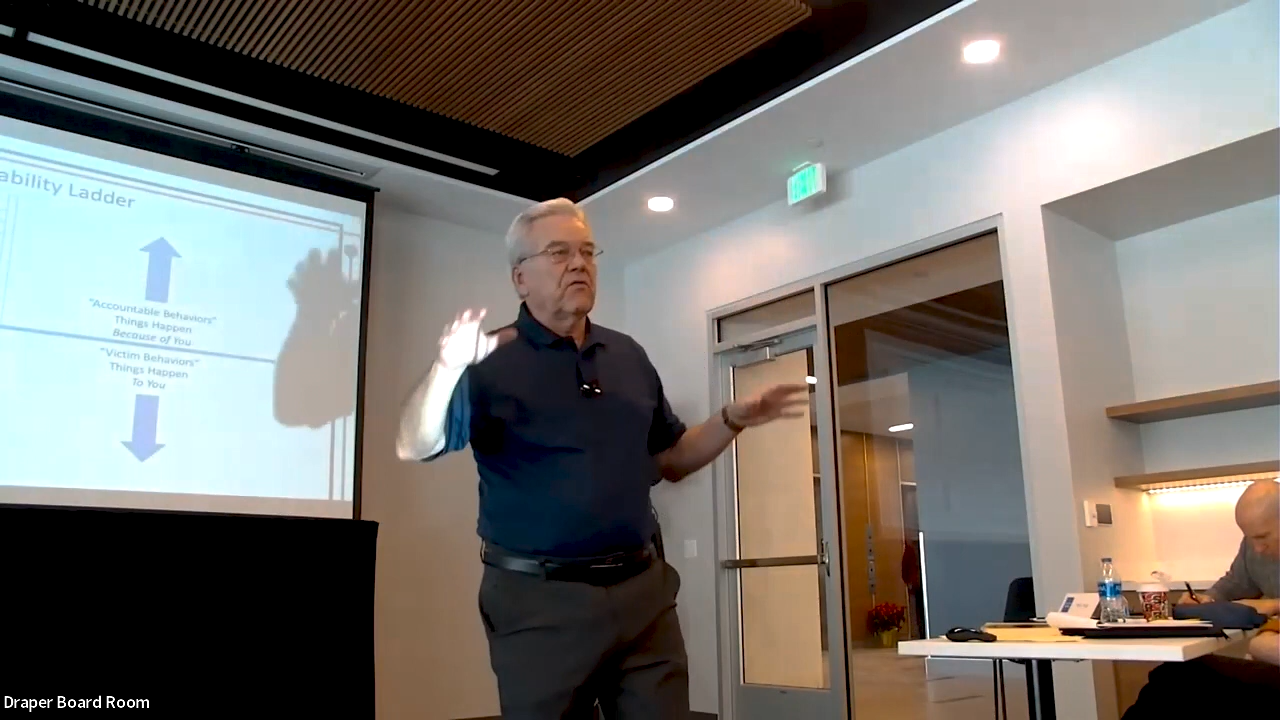 ability Ladder
"Accountable Behaviors"
Things Happen
Because of You
"Victim Behaviors"
Things Happen
To You
Draper Board Room